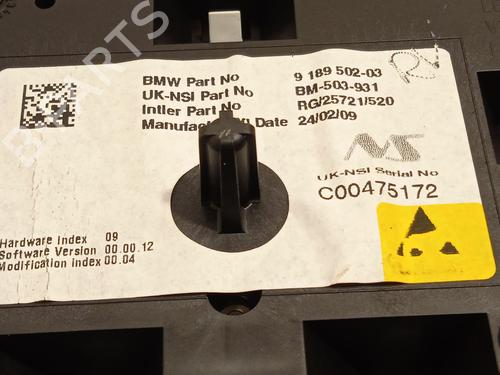 BMW Part No 9 189 502-03
UK-NSI Part No BM-503-931
Intier Part No RG/25721/520
Date 24/02/09
UK-NSI Serial No
C00475172
Hardware Index 09
Software Version 00.00.12
Modification index 00.04